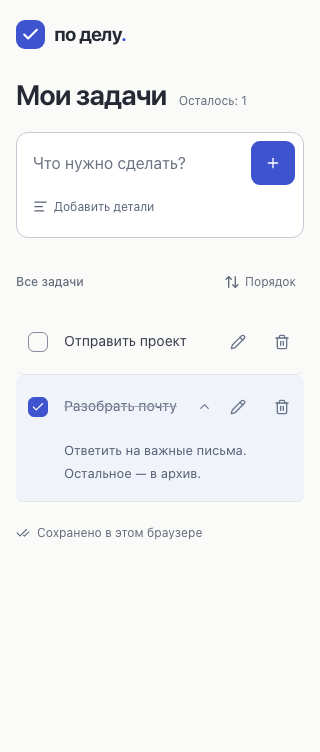 по делу.
Мои задачи
Осталось: 1
Что нужно сделать?
Добавить детали
Все задачи
Порядок
Отправить проект
Разобрать почту
Ответить на важные письма.
Остальное — в архив.
Сохранено в этом браузере